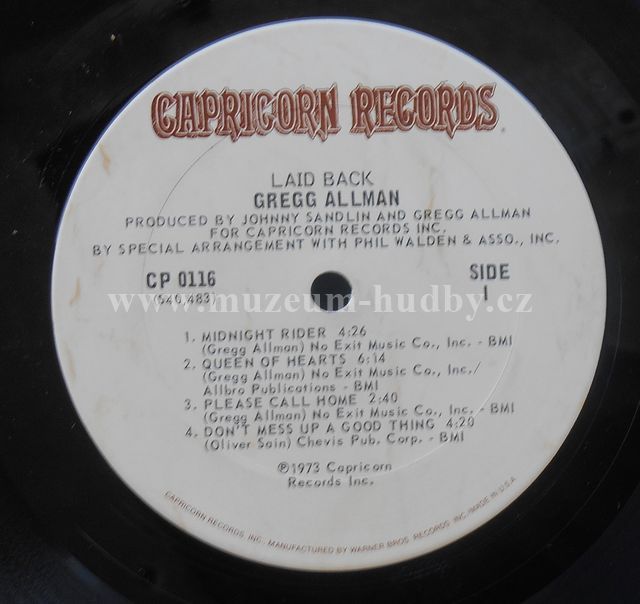 CAPRICORN RECORDS
LAID BACK
GREGG ALLMAN
PRODUCED BY JOHNNY SANDLIN AND GREGG ALLMAN
FOR CAPRICORN RECORDS INC.
BY SPECIAL ARRANGEMENT WITH PHIL WALDEN & ASSO., INC.
CP 0116
(540,483)
SIDE
1
www.muzeum-hudby.cz
1. MIDNIGHT RIDER 4:26
(Gregg Allman) No Exit Music Co., Inc. - BMI
2. QUEEN OF HEARTS 6:14
(Gregg Allman) No Exit Music Co., Inc./
Allbro Publications - BMI
3. PLEASE CALL HOME 2:40
(Gregg Allman) No Exit Music Co., Inc. - BMI
4. DON'T MESS UP A GOOD THING 4:20
(Oliver Sain) Chevis Pub. Corp. - BMI
℗1973 Capricorn
Records Inc.
CAPRICORN RECORDS INC., MANUFACTURED BY WARNER BROS. RECORDS INC. MADE IN U.S.A.